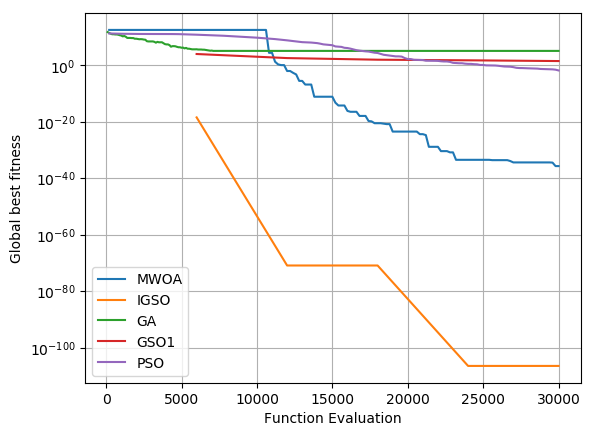 Global best fitness
10^0
10^-20
10^-40
10^-60
10^-80
10^-100
MWOA
IGSO
GA
GSO1
PSO
0 5000 10000 15000 20000 25000 30000
Function Evaluation